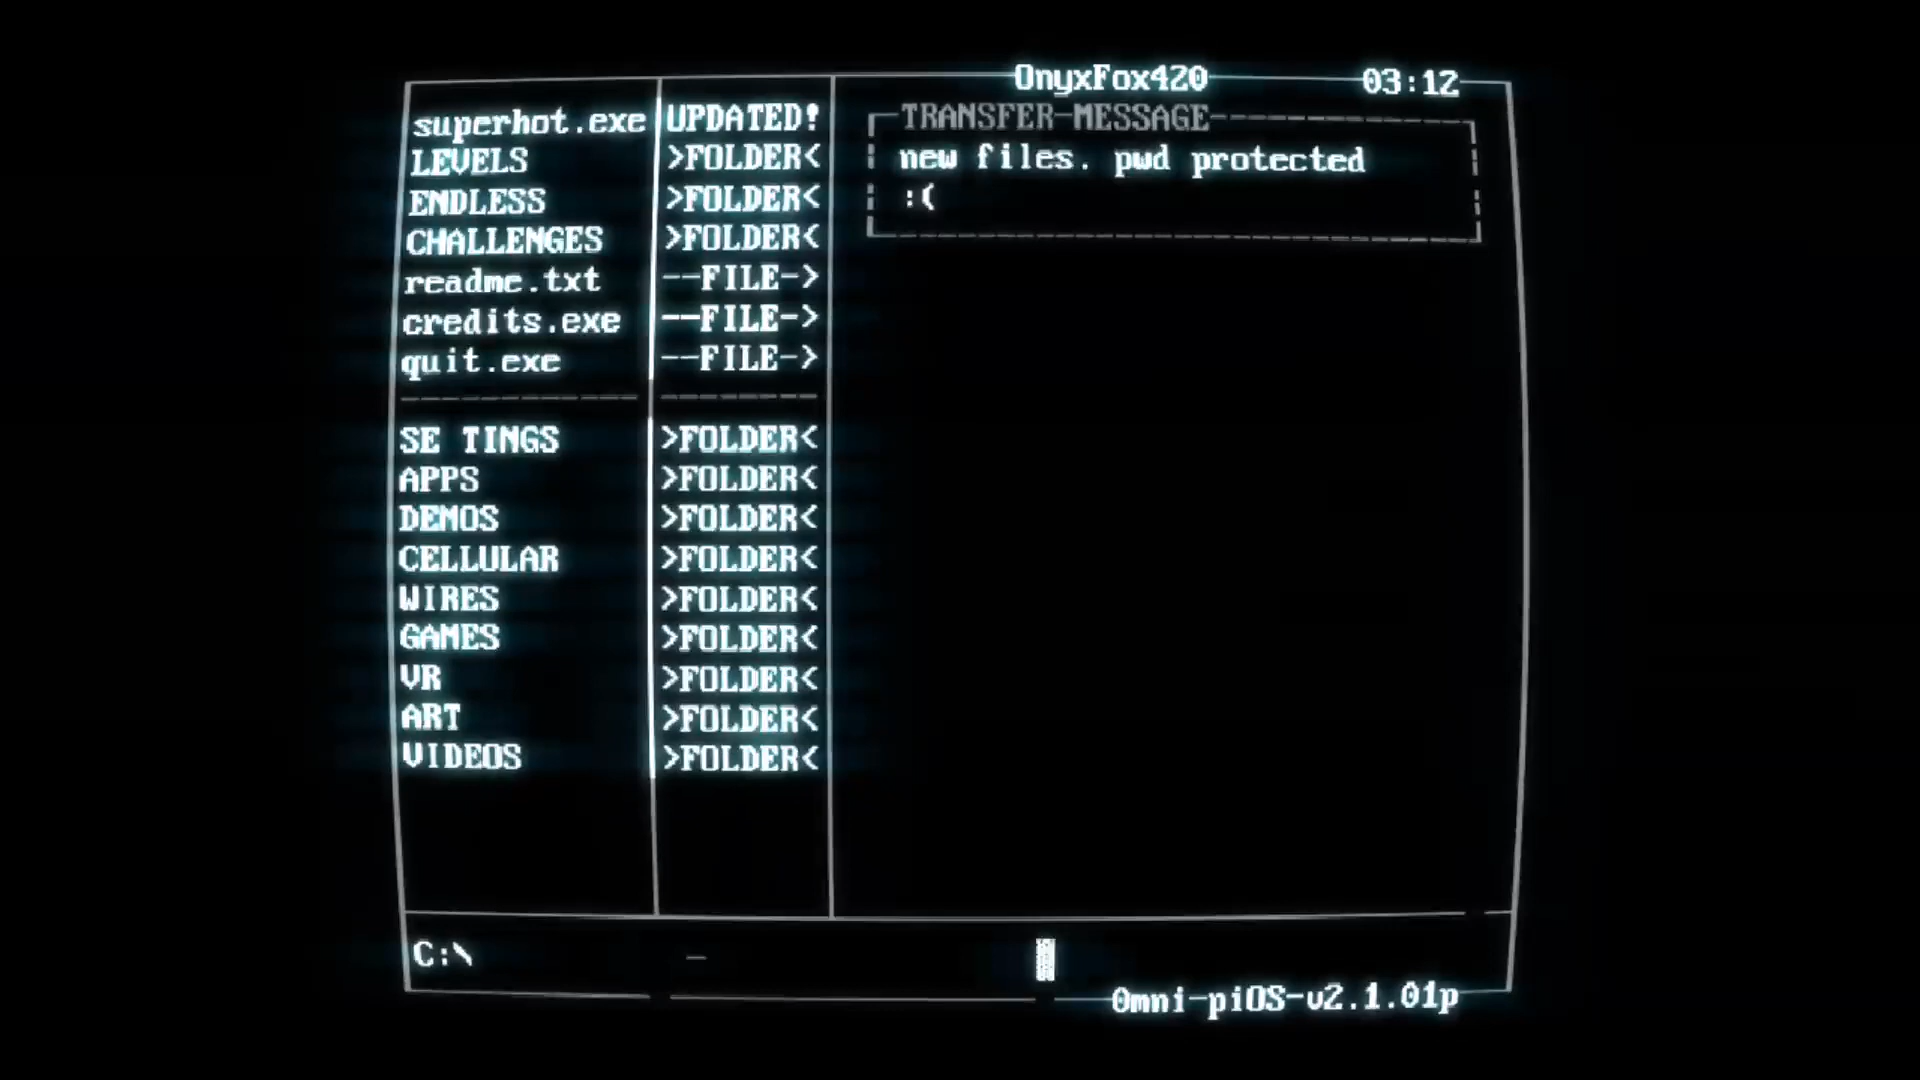 OnyxFox420 03:12
superhot.exe UPDATED!
LEVELS >FOLDER<
ENDLESS >FOLDER<
CHALLENGES >FOLDER<
readme.txt --FILE->
credits.exe --FILE->
quit.exe --FILE->
SE TINGS >FOLDER<
APPS >FOLDER<
DEMOS >FOLDER<
CELLULAR >FOLDER<
WIRES >FOLDER<
GAMES >FOLDER<
VR >FOLDER<
ART >FOLDER<
VIDEOS >FOLDER<
TRANSFER-MESSAGE
new files. pwd protected
:(
C:\
Omni-piOS-v2.1.01p